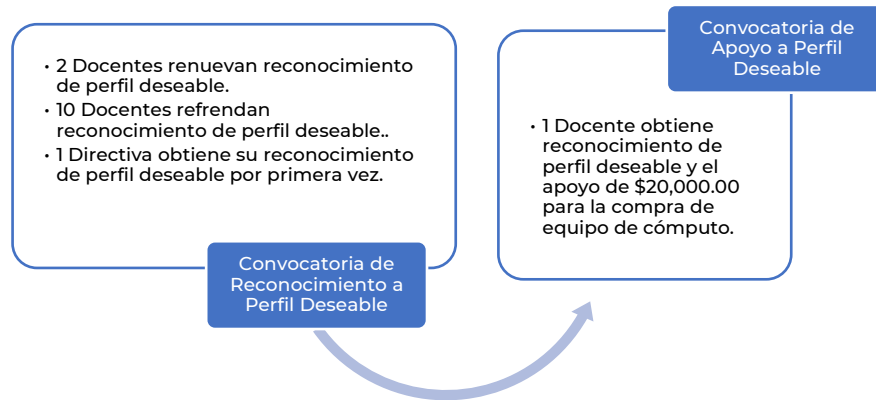 • 2 Docentes renuevan reconocimiento
de perfil deseable.
• 10 Docentes refrendan
reconocimiento de perfil deseable..
• 1 Directiva obtiene su reconocimiento
de perfil deseable por primera vez.
Convocatoria de
Reconocimiento a
Perfil Deseable
Convocatoria de
Apoyo a Perfil
Deseable
• 1 Docente obtiene
reconocimiento de
perfil deseable y el
apoyo de $20,000.00
para la compra de
equipo de cómputo.